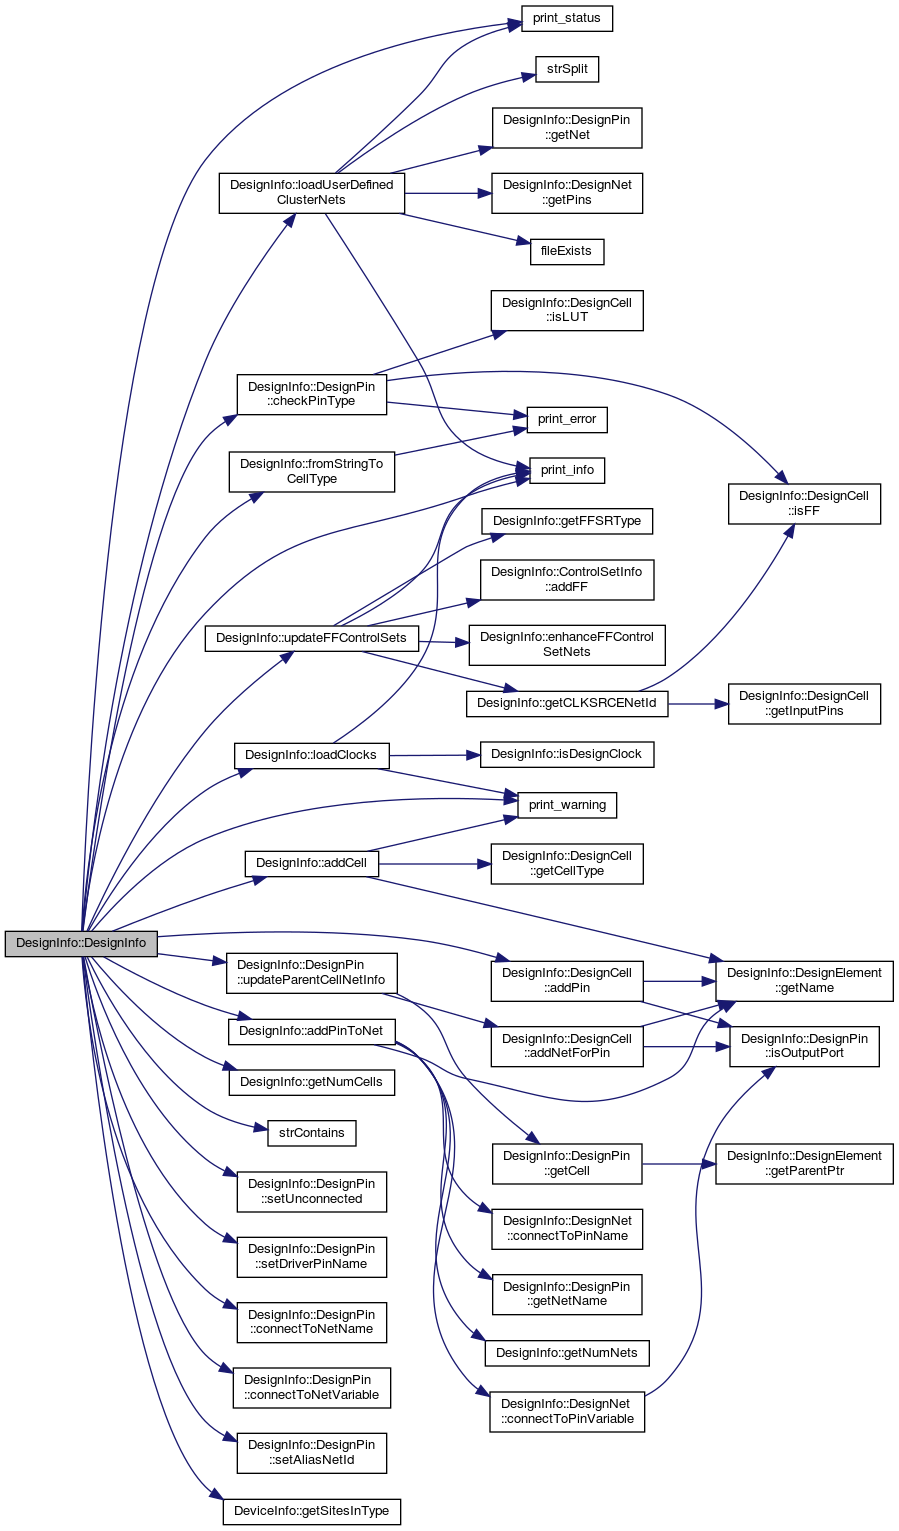 print_status
strSplit
DesignInfo::DesignPin
::getNet
DesignInfo::loadUserDefined
ClusterNets
DesignInfo::DesignNet
::getPins
fileExists
DesignInfo::DesignCell
::isLUT
DesignInfo::DesignPin
::checkPinType
print_error
DesignInfo::fromStringTo
CellType
print_info
DesignInfo::DesignCell
::isFF
DesignInfo::getFFSRType
DesignInfo::ControlSetInfo
::addFF
DesignInfo::updateFFControlSets
DesignInfo::enhanceFFControl
SetNets
DesignInfo::getCLKSRCENetId
DesignInfo::DesignCell
::getInputPins
DesignInfo::loadClocks
DesignInfo::isDesignClock
print_warning
DesignInfo::addCell
DesignInfo::DesignCell
::getCellType
DesignInfo::DesignInfo
DesignInfo::DesignPin
::updateParentCellNetInfo
DesignInfo::DesignCell
::addPin
DesignInfo::DesignElement
::getName
DesignInfo::addPinToNet
DesignInfo::DesignCell
::addNetForPin
DesignInfo::DesignPin
::isOutputPort
DesignInfo::getNumCells
strContains
DesignInfo::DesignPin
::getCell
DesignInfo::DesignElement
::getParentPtr
DesignInfo::DesignPin
::setUnconnected
DesignInfo::DesignNet
::connectToPinName
DesignInfo::DesignPin
::setDriverPinName
DesignInfo::DesignPin
::getNetName
DesignInfo::DesignPin
::connectToNetName
DesignInfo::getNumNets
DesignInfo::DesignPin
::connectToNetVariable
DesignInfo::DesignNet
::connectToPinVariable
DesignInfo::DesignPin
::setAliasNetId
DeviceInfo::getSitesInType